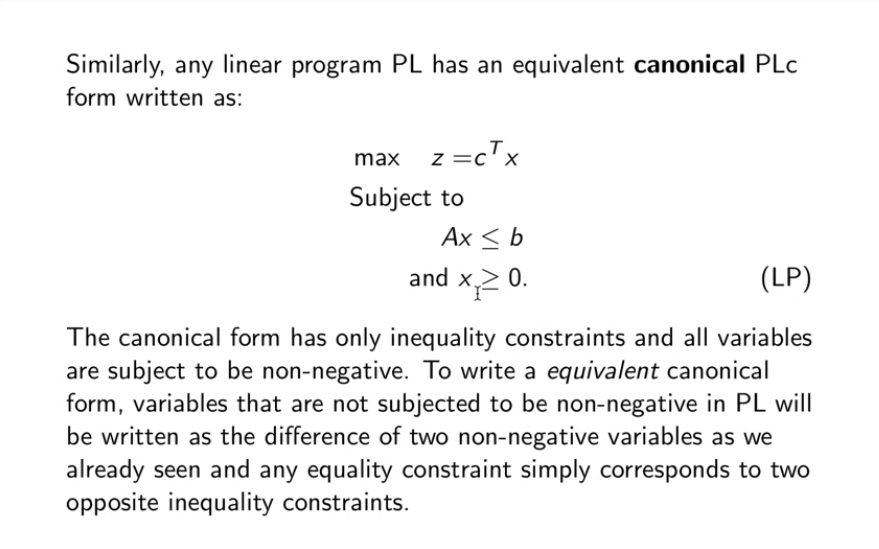 Similarly, any linear program PL has an equivalent canonical PLc
form written as:
max z =c^T x
Subject to
Ax ≤ b
and x ≥ 0. (LP)
The canonical form has only inequality constraints and all variables
are subject to be non-negative. To write a equivalent canonical
form, variables that are not subjected to be non-negative in PL will
be written as the difference of two non-negative variables as we
already seen and any equality constraint simply corresponds to two
opposite inequality constraints.